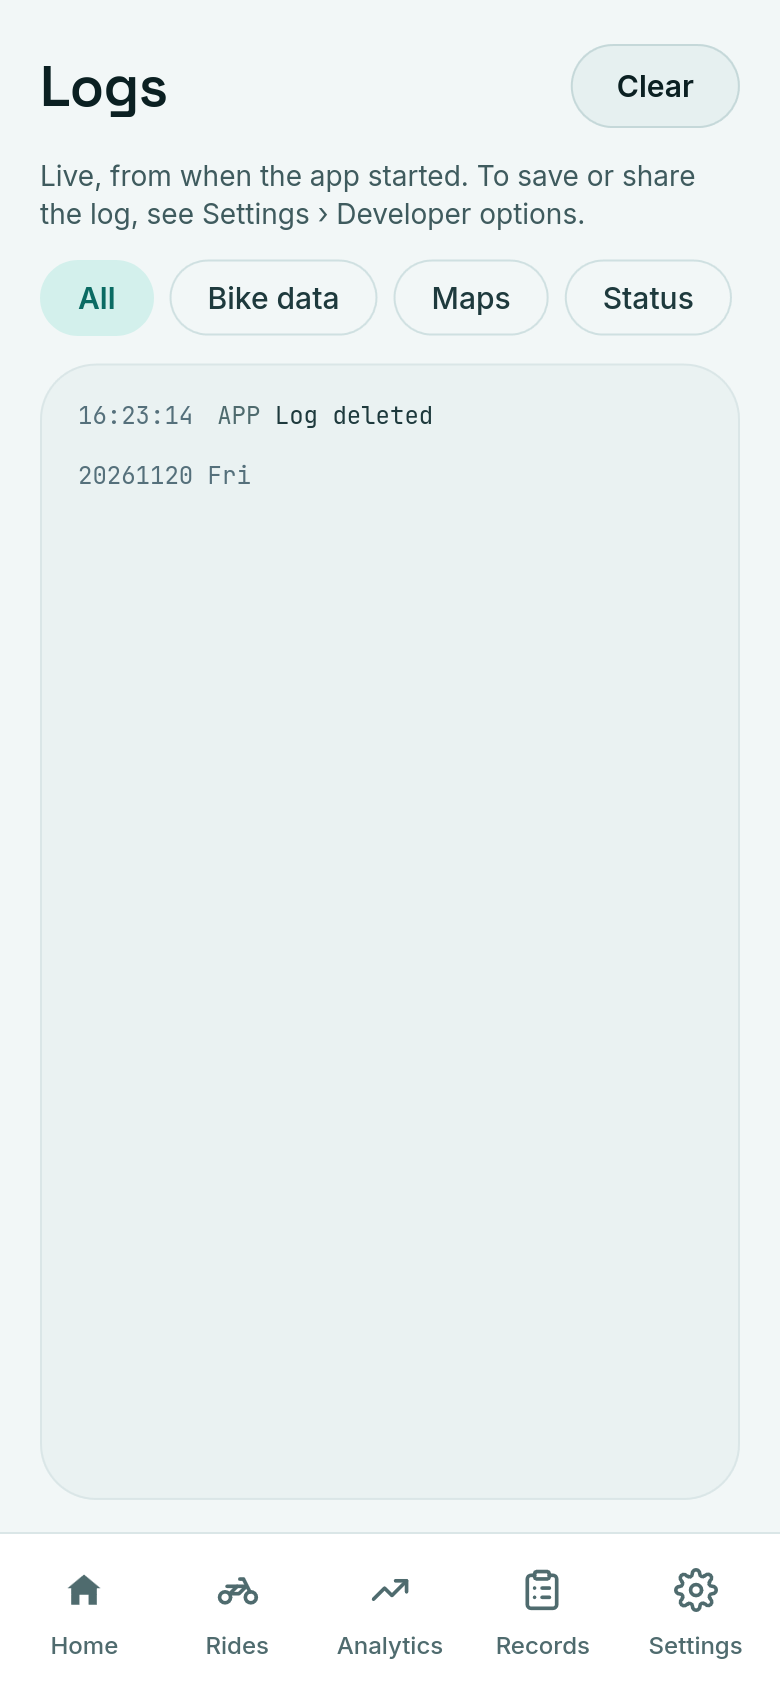 Logs
Clear
Live, from when the app started. To save or share
the log, see Settings › Developer options.
All
Bike data
Maps
Status
16:23:14 APP Log deleted
20261120 Fri
Home
Rides
Analytics
Records
Settings